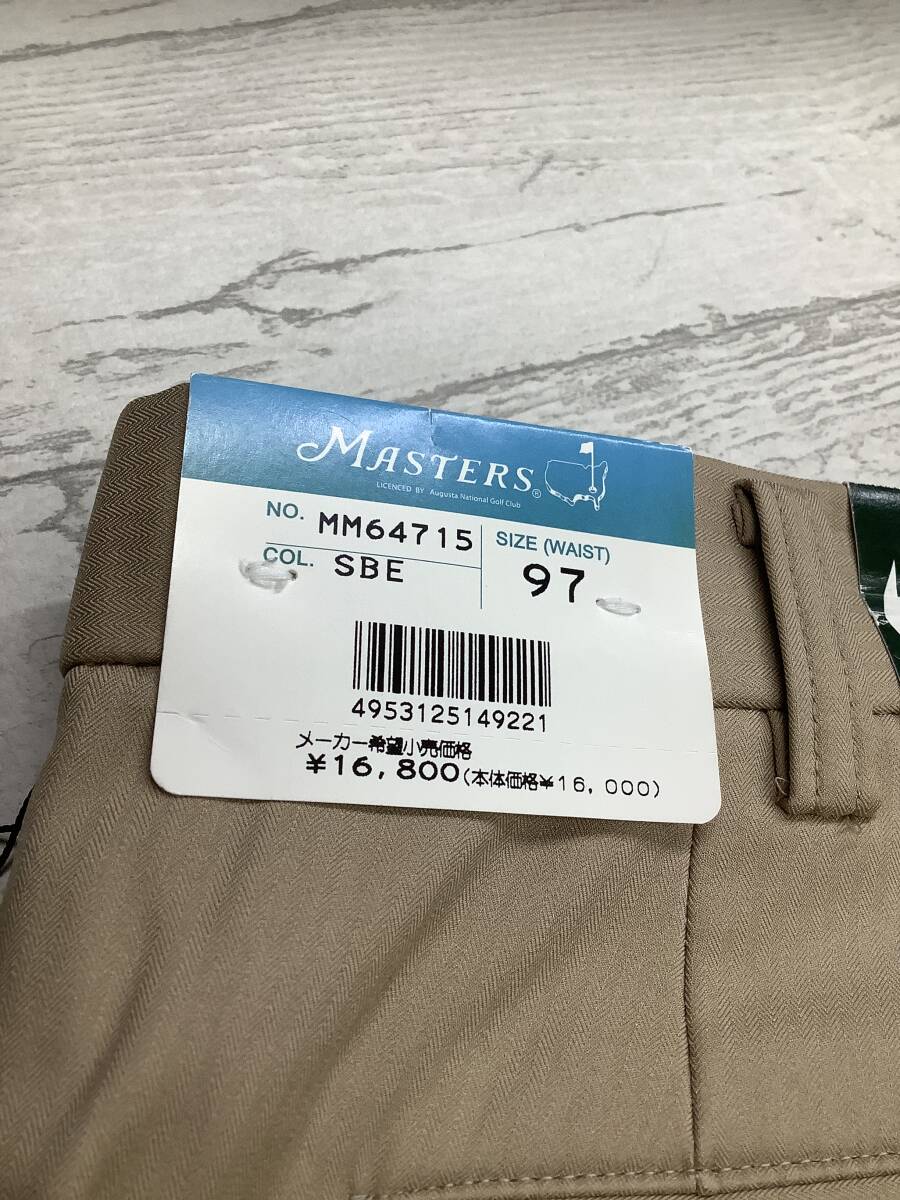 MASTERS®
LICENCED BY Augusta National Golf Club
NO. MM64715
COL. SBE
SIZE (WAIST)
97
4953125149221
メーカー希望小売価格
¥16,800(本体価格¥16,000)